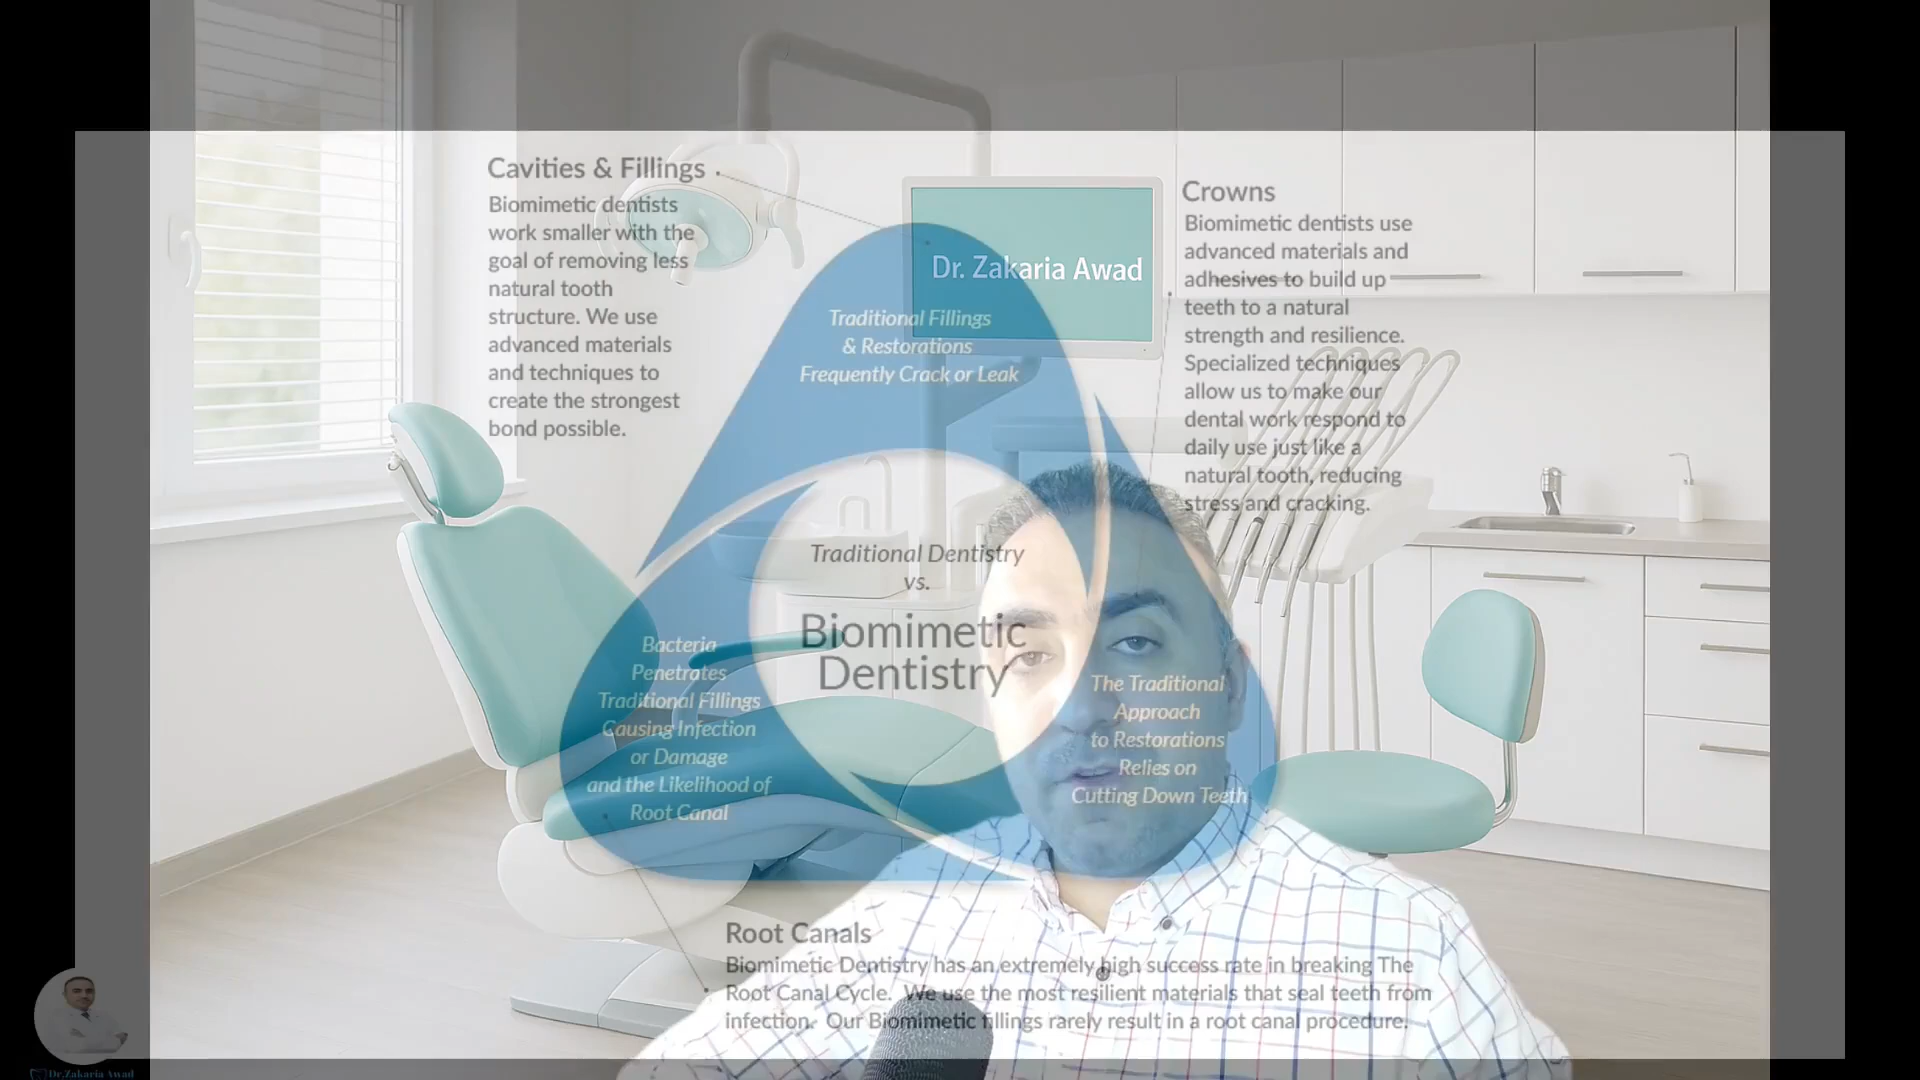 Cavities & Fillings
Biomimetic dentists
work smaller with the
goal of removing less
natural tooth
structure. We use
advanced materials
and techniques to
create the strongest
bond possible.
Crowns
Biomimetic dentists use
advanced materials and
adhesives to build up
teeth to a natural
strength and resilience.
Specialized techniques
allow us to make our
dental work respond to
daily use just like a
natural tooth, reducing
stress and cracking.
Dr. Zakaria Awad
Traditional Fillings
& Restorations
Frequently Crack or Leak
Traditional Dentistry
vs.
Biomimetic
Dentistry
Bacteria
Penetrates
Traditional Fillings
Causing Infection
or Damage
and the Likelihood of
Root Canal
The Traditional
Approach
to Restorations
Relies on
Cutting Down Teeth
Root Canals
Biomimetic Dentistry has an extremely high success rate in breaking The
Root Canal Cycle. We use the most resilient materials that seal teeth from
infection. Our Biomimetic fillings rarely result in a root canal procedure.
Dr.Zakaria Awad